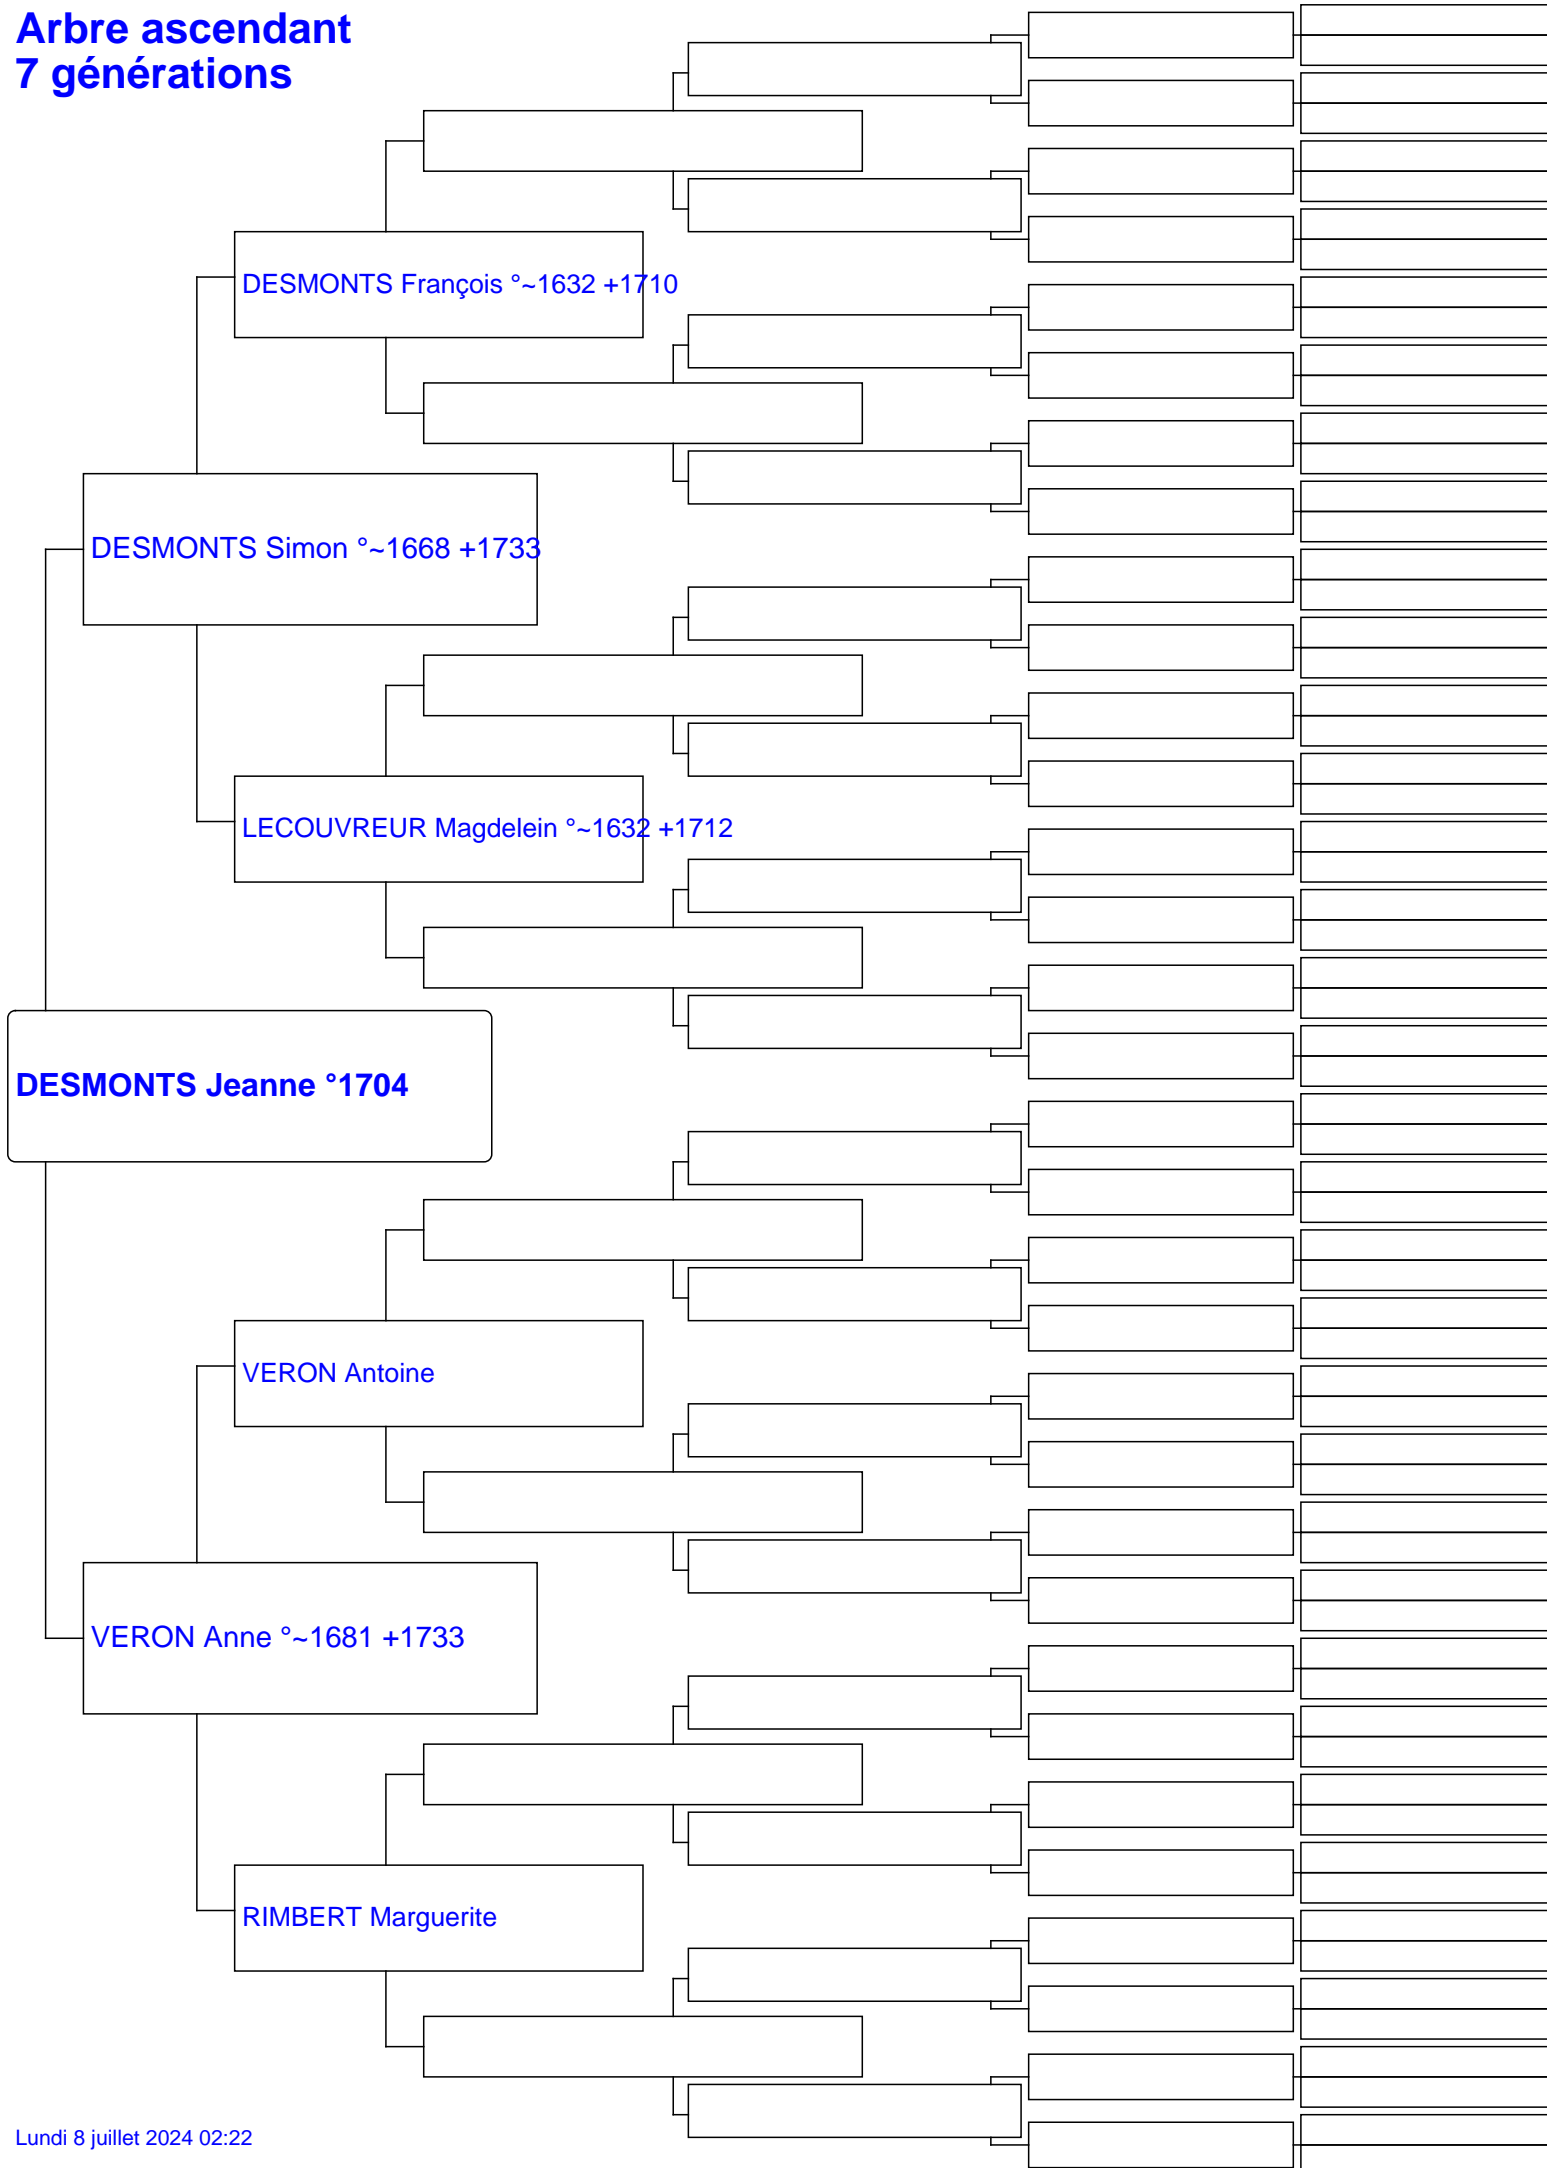 Arbre ascendant
7 générations
DESMONTS François °~1632 +1710
DESMONTS Simon °~1668 +1733
LECOUVREUR Magdelein °~1632 +1712
DESMONTS Jeanne °1704
VERON Antoine
VERON Anne °~1681 +1733
RIMBERT Marguerite
Lundi 8 juillet 2024 02:22